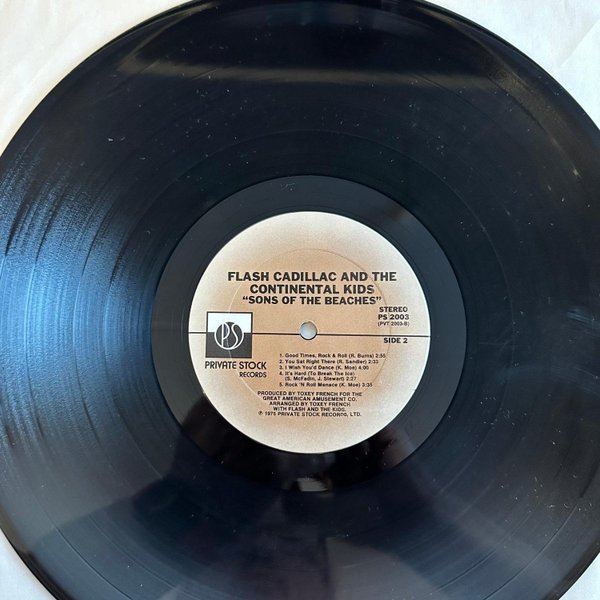 FLASH CADILLAC AND THE
CONTINENTAL KIDS
"SONS OF THE BEACHES"
STEREO
PS 2003
(PVT 2003-B)
PS
SIDE 2
PRIVATE STOCK
RECORDS
1. Good Times, Rock & Roll (R. Burns) 2:55
2. You Sat Right There (R. Sandler) 2:33
3. I Wish You'd Dance (K. Moe) 4:00
4. It's Hard (To Break The Ice)
(S. McFadin, J. Stewart) 2:27
5. Rock 'N Roll Menace (K. Moe) 3:35
PRODUCED BY TOXEY FRENCH FOR THE
GREAT AMERICAN AMUSEMENT CO.
ARRANGED BY TOXEY FRENCH
WITH FLASH AND THE KIDS.
℗ 1975 PRIVATE STOCK RECORDS, LTD.